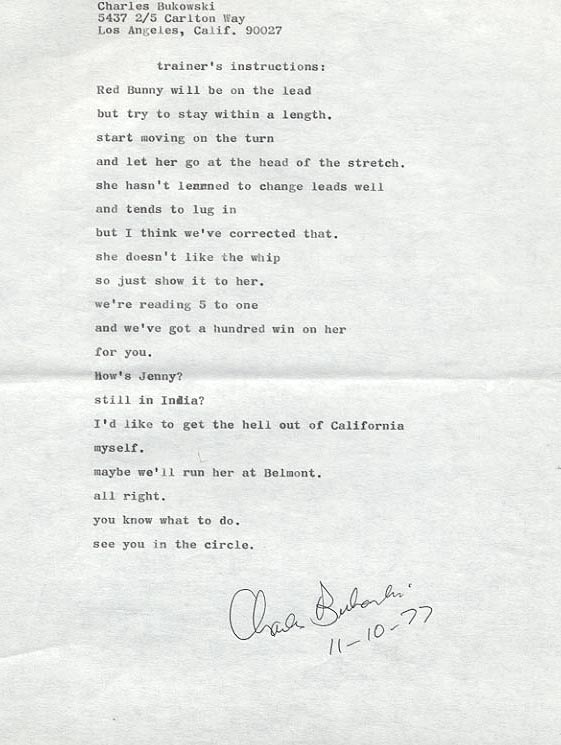 Charles Bukowski
5437 2/5 Carlton Way
Los Angeles, Calif. 90027
trainer's instructions:
Red Bunny will be on the lead
but try to stay within a length.
start moving on the turn
and let her go at the head of the stretch.
she hasn't learned to change leads well
and tends to lug in
but I think we've corrected that.
she doesn't like the whip
so just show it to her.
we're reading 5 to one
and we've got a hundred win on her
for you.
How's Jenny?
still in India?
I'd like to get the hell out of California
myself.
maybe we'll run her at Belmont.
all right.
you know what to do.
see you in the circle.
Charles Bukowski
11-10-77